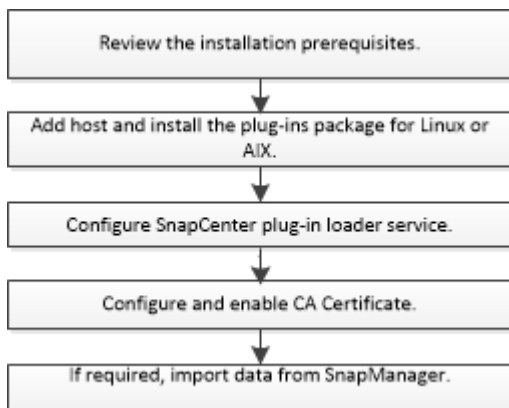 Review the installation prerequisites.
Add host and install the plug-ins package for Linux or
AIX.
Configure SnapCenter plug-in loader service.
Configure and enable CA Certificate.
If required, import data from SnapManager.